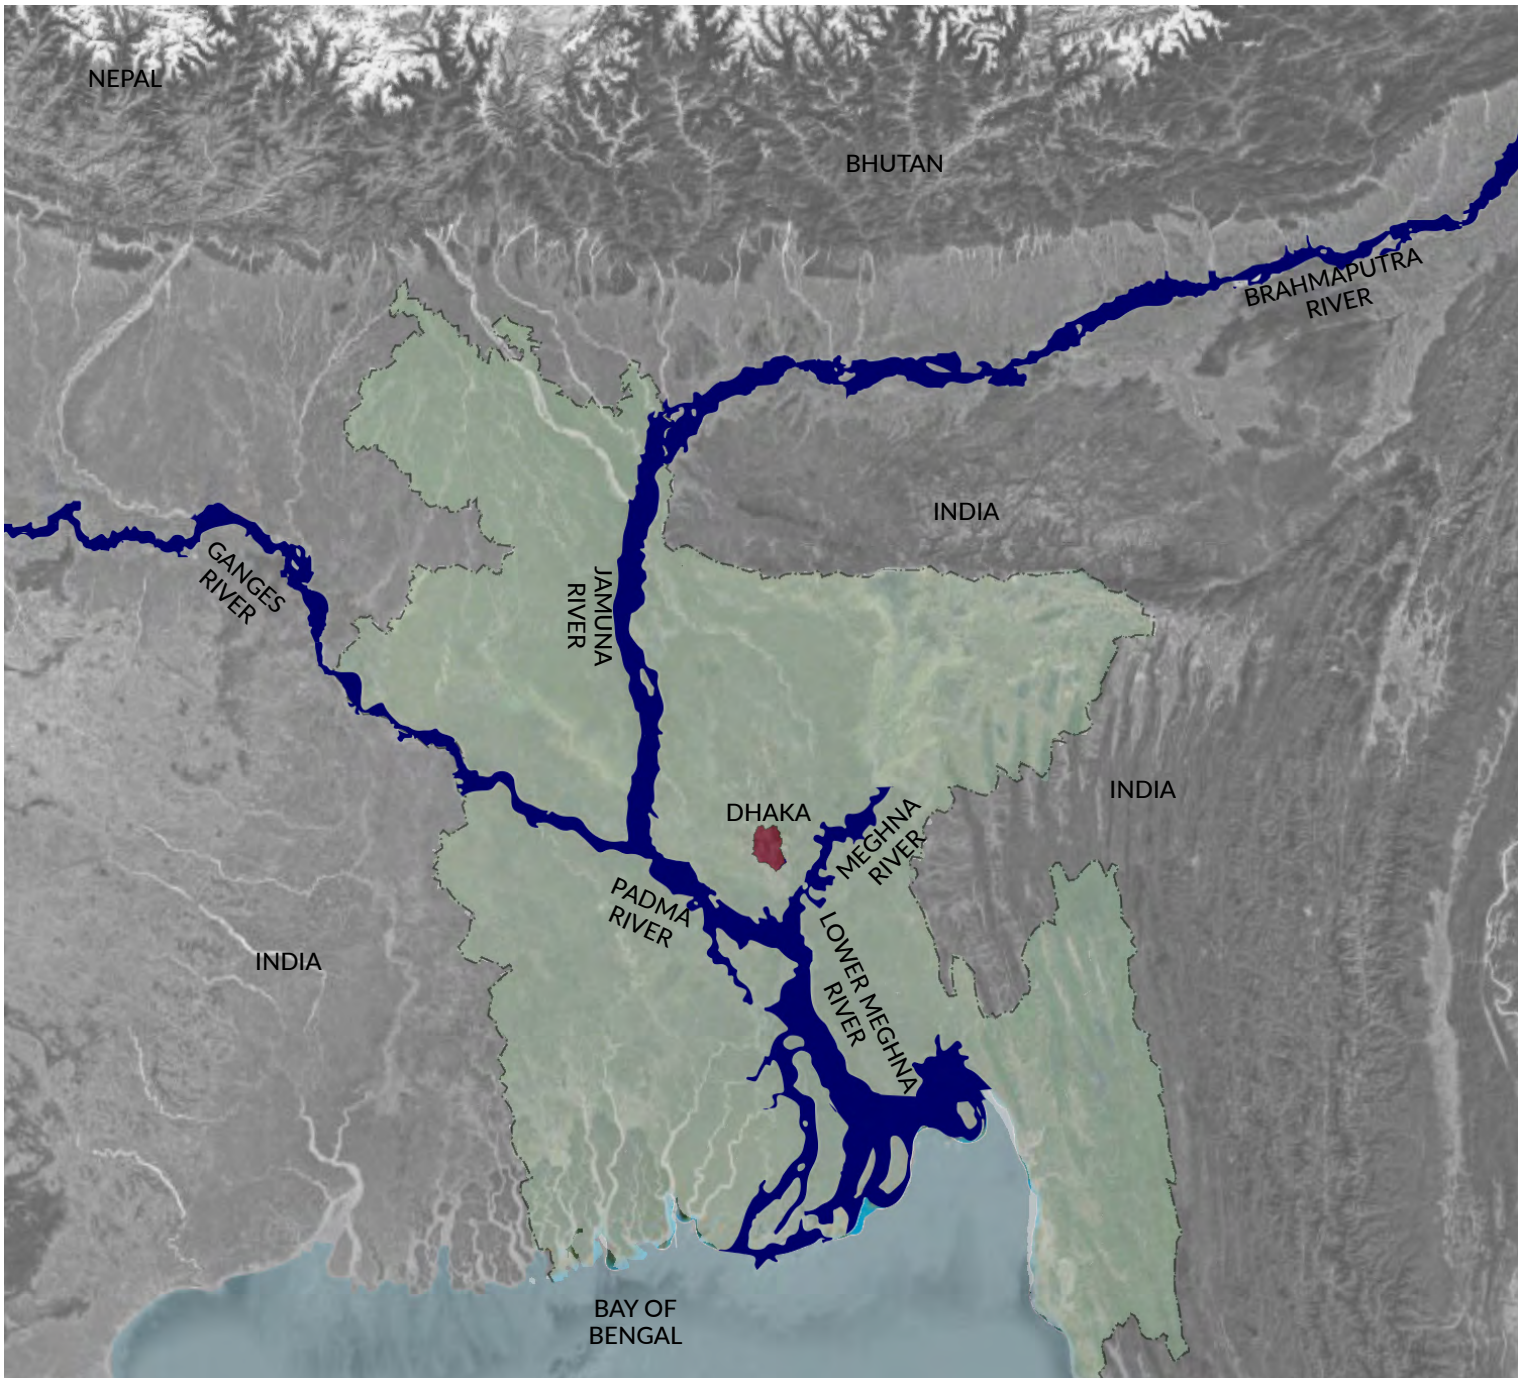 NEPAL
BHUTAN
BRAHMAPUTRA
RIVER
INDIA
GANGES
RIVER
JAMUNA
RIVER
INDIA
DHAKA
MEGHNA
RIVER
PADMA
RIVER
LOWER MEGHNA
RIVER
INDIA
BAY OF
BENGAL